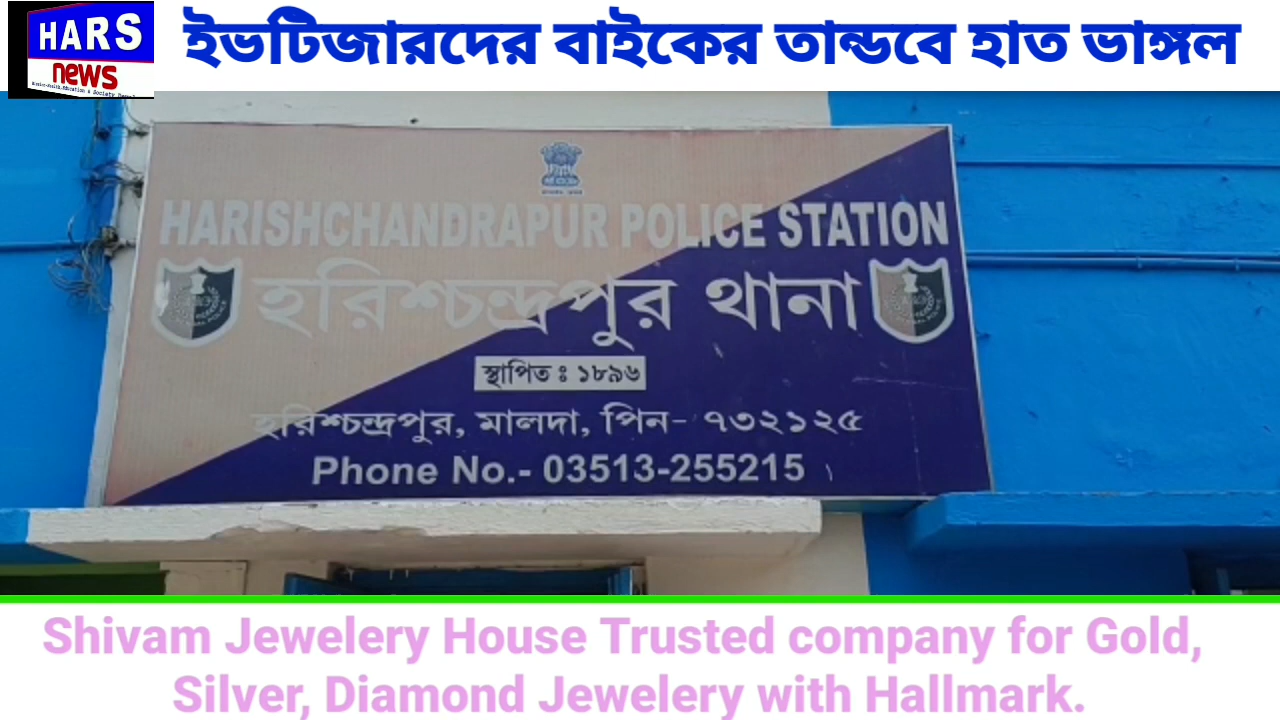 HARS
news
ইভটিজারদের বাইকের তান্ডবে হাত ভাঙ্গল
HARISHCHANDRAPUR POLICE STATION
হরিশ্চন্দ্রপুর থানা
স্থাপিত ঃ ১৮৯৬
হরিশ্চন্দ্রপুর, মালদা, পিন- ৭৩২১২৫
Phone No.- 03513-255215
Shivam Jewelery House Trusted company for Gold,
Silver, Diamond Jewelery with Hallmark.